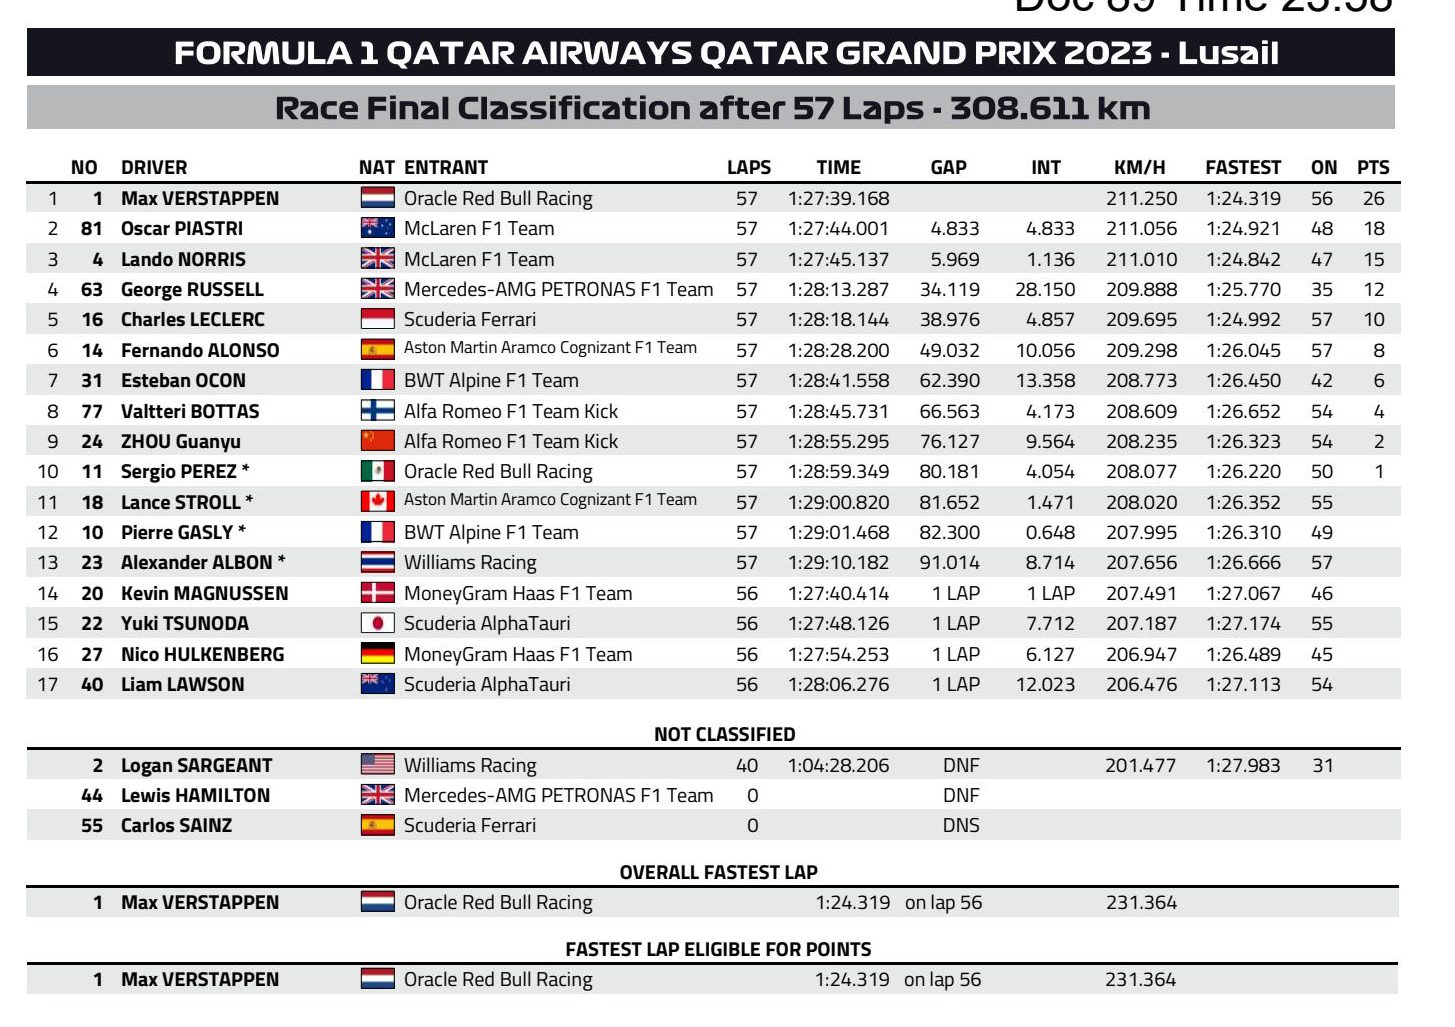 Doc 89 Time 23:58
FORMULA 1 QATAR AIRWAYS QATAR GRAND PRIX 2023 - Lusail
Race Final Classification after 57 Laps - 308.611 km
NO DRIVER NAT ENTRANT LAPS TIME GAP INT KM/H FASTEST ON PTS
1 1 Max VERSTAPPEN Oracle Red Bull Racing 57 1:27:39.168 211.250 1:24.319 56 26
2 81 Oscar PIASTRI McLaren F1 Team 57 1:27:44.001 4.833 4.833 211.056 1:24.921 48 18
3 4 Lando NORRIS McLaren F1 Team 57 1:27:45.137 5.969 1.136 211.010 1:24.842 47 15
4 63 George RUSSELL Mercedes-AMG PETRONAS F1 Team 57 1:28:13.287 34.119 28.150 209.888 1:25.770 35 12
5 16 Charles LECLERC Scuderia Ferrari 57 1:28:18.144 38.976 4.857 209.695 1:24.992 57 10
6 14 Fernando ALONSO Aston Martin Aramco Cognizant F1 Team 57 1:28:28.200 49.032 10.056 209.298 1:26.045 57 8
7 31 Esteban OCON BWT Alpine F1 Team 57 1:28:41.558 62.390 13.358 208.773 1:26.450 42 6
8 77 Valtteri BOTTAS Alfa Romeo F1 Team Kick 57 1:28:45.731 66.563 4.173 208.609 1:26.652 54 4
9 24 ZHOU Guanyu Alfa Romeo F1 Team Kick 57 1:28:55.295 76.127 9.564 208.235 1:26.323 54 2
10 11 Sergio PEREZ * Oracle Red Bull Racing 57 1:28:59.349 80.181 4.054 208.077 1:26.220 50 1
11 18 Lance STROLL * Aston Martin Aramco Cognizant F1 Team 57 1:29:00.820 81.652 1.471 208.020 1:26.352 55
12 10 Pierre GASLY * BWT Alpine F1 Team 57 1:29:01.468 82.300 0.648 207.995 1:26.310 49
13 23 Alexander ALBON * Williams Racing 57 1:29:10.182 91.014 8.714 207.656 1:26.666 57
14 20 Kevin MAGNUSSEN MoneyGram Haas F1 Team 56 1:27:40.414 1 LAP 1 LAP 207.491 1:27.067 46
15 22 Yuki TSUNODA Scuderia AlphaTauri 56 1:27:48.126 1 LAP 7.712 207.187 1:27.174 55
16 27 Nico HULKENBERG MoneyGram Haas F1 Team 56 1:27:54.253 1 LAP 6.127 206.947 1:26.489 45
17 40 Liam LAWSON Scuderia AlphaTauri 56 1:28:06.276 1 LAP 12.023 206.476 1:27.113 54
NOT CLASSIFIED
2 Logan SARGEANT Williams Racing 40 1:04:28.206 DNF 201.477 1:27.983 31
44 Lewis HAMILTON Mercedes-AMG PETRONAS F1 Team 0 DNF
55 Carlos SAINZ Scuderia Ferrari 0 DNS
OVERALL FASTEST LAP
1 Max VERSTAPPEN Oracle Red Bull Racing 1:24.319 on lap 56 231.364
FASTEST LAP ELIGIBLE FOR POINTS
1 Max VERSTAPPEN Oracle Red Bull Racing 1:24.319 on lap 56 231.364